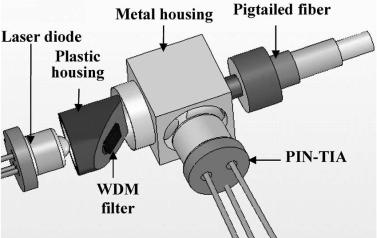 Metal housing
Pigtailed fiber
Laser diode
Plastic
housing
PIN-TIA
WDM
filter